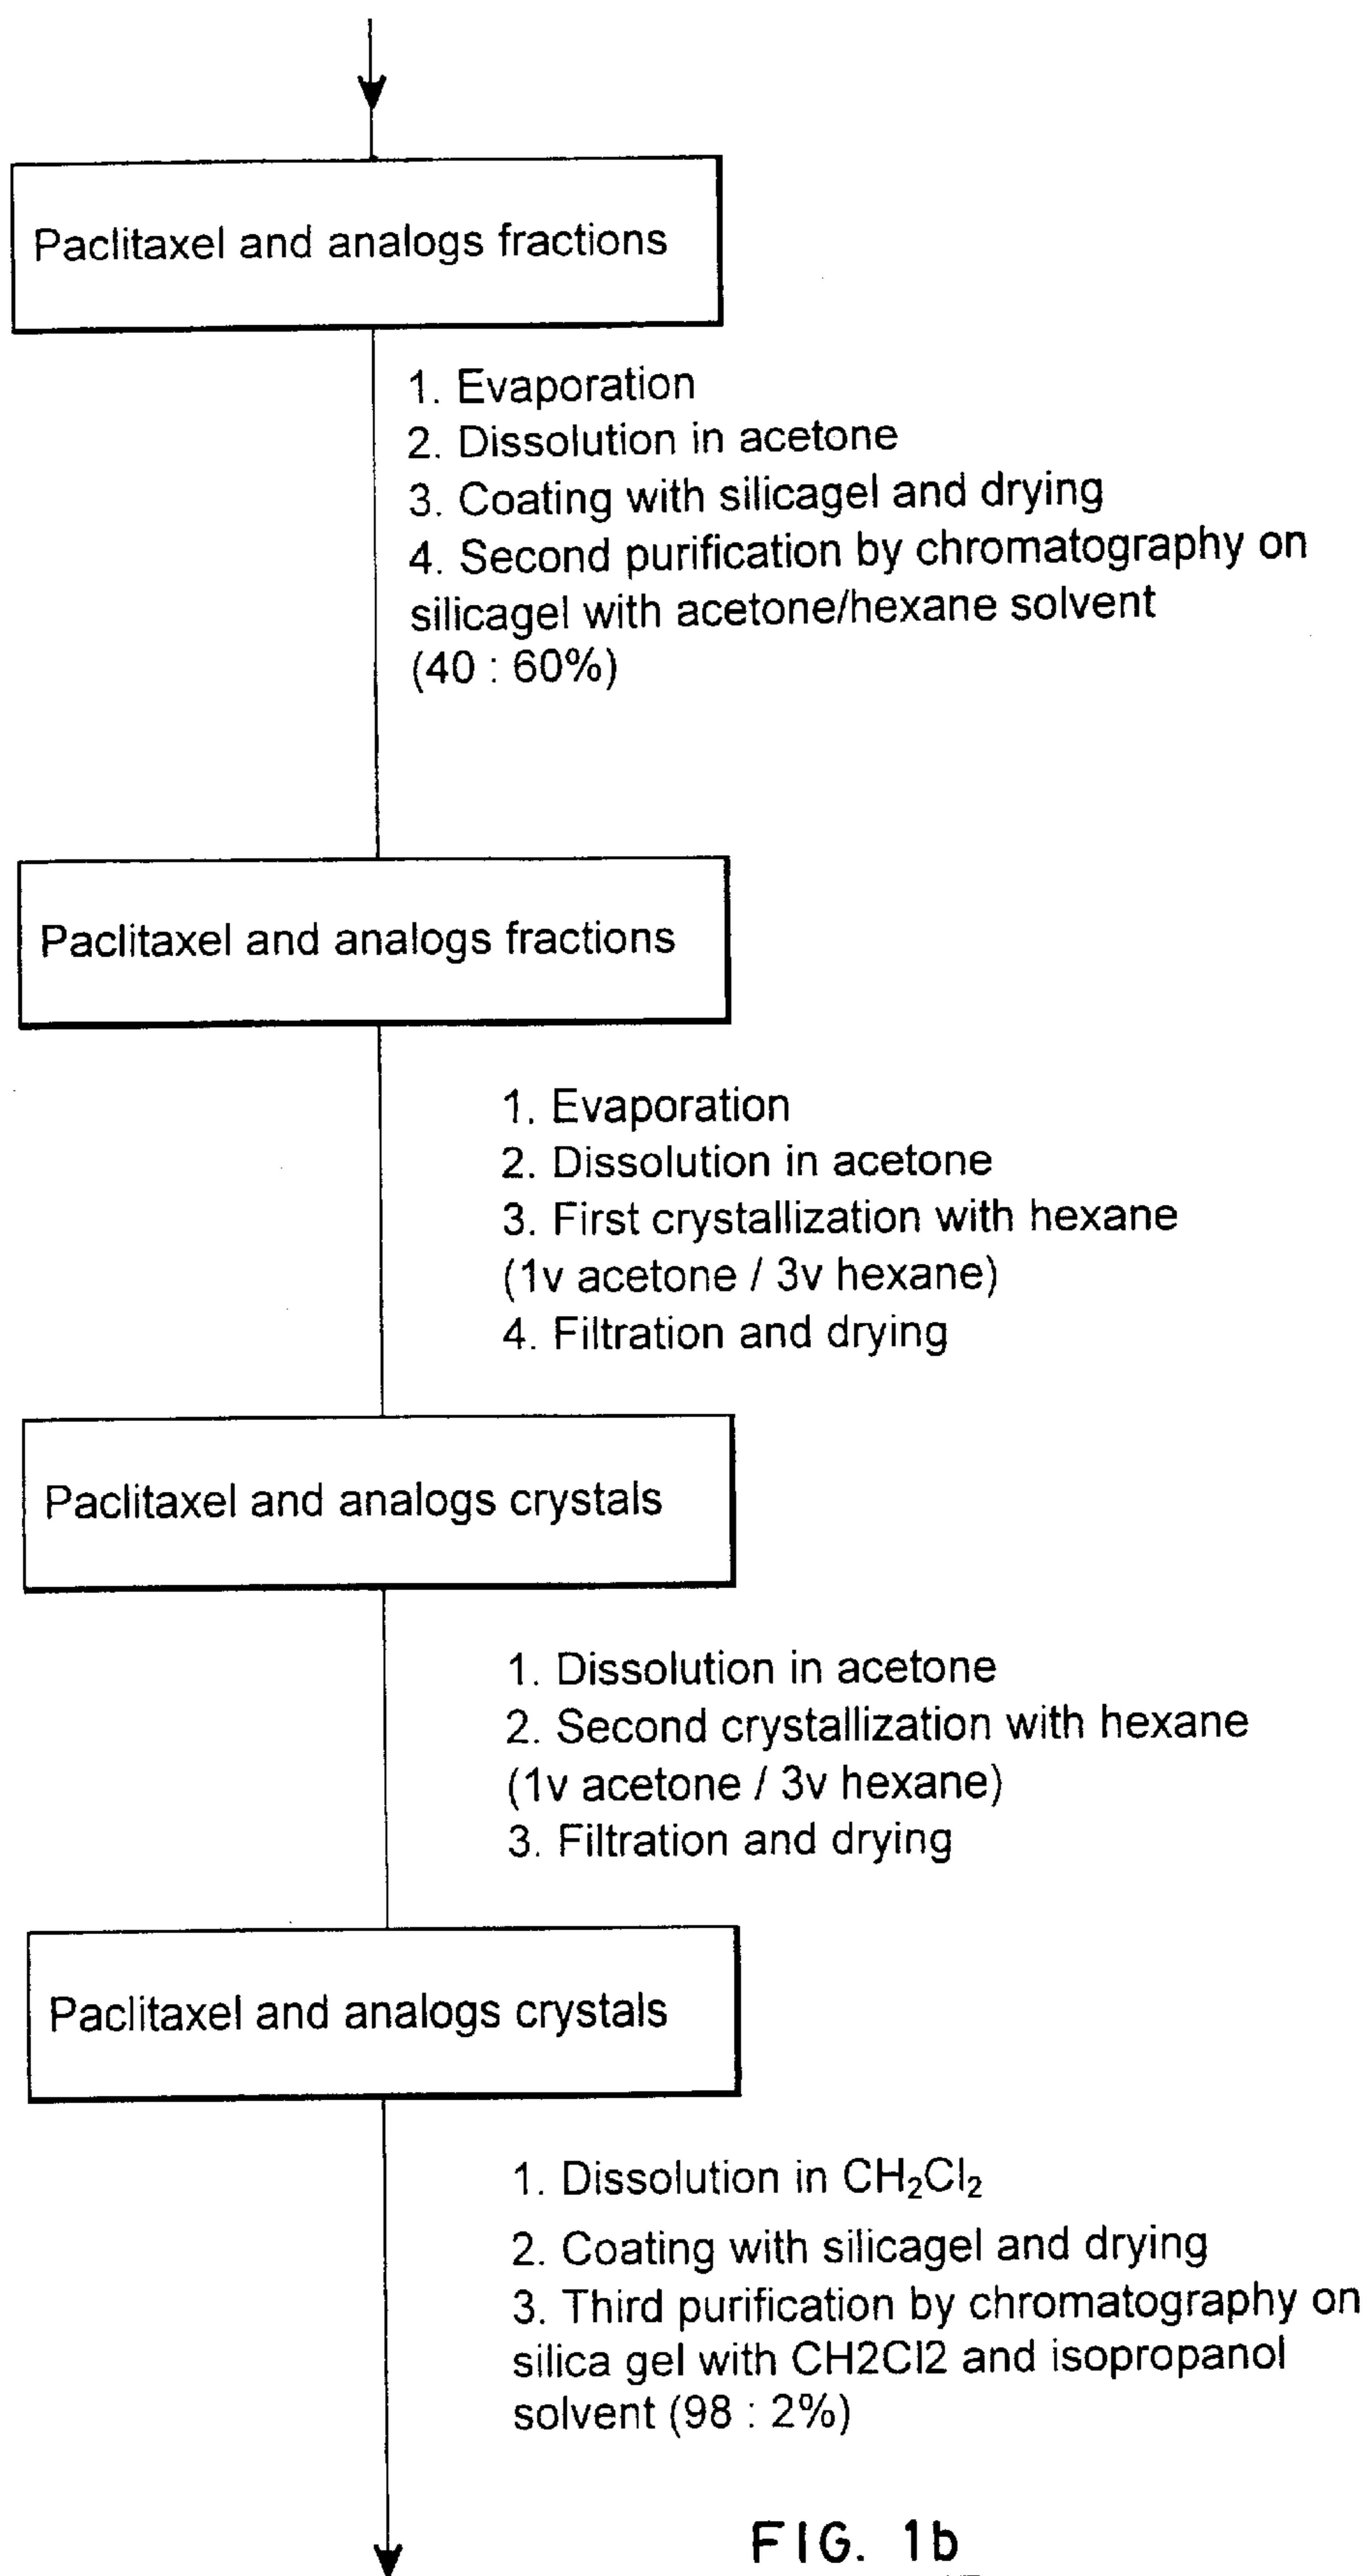 Paclitaxel and analogs fractions
1. Evaporation
2. Dissolution in acetone
3. Coating with silicagel and drying
4. Second purification by chromatography on
silicagel with acetone/hexane solvent
(40 : 60%)
Paclitaxel and analogs fractions
1. Evaporation
2. Dissolution in acetone
3. First crystallization with hexane
(1v acetone / 3v hexane)
4. Filtration and drying
Paclitaxel and analogs crystals
1. Dissolution in acetone
2. Second crystallization with hexane
(1v acetone / 3v hexane)
3. Filtration and drying
Paclitaxel and analogs crystals
1. Dissolution in CH₂Cl₂
2. Coating with silicagel and drying
3. Third purification by chromatography on
silica gel with CH2Cl2 and isopropanol
solvent (98 : 2%)
FIG. 1b